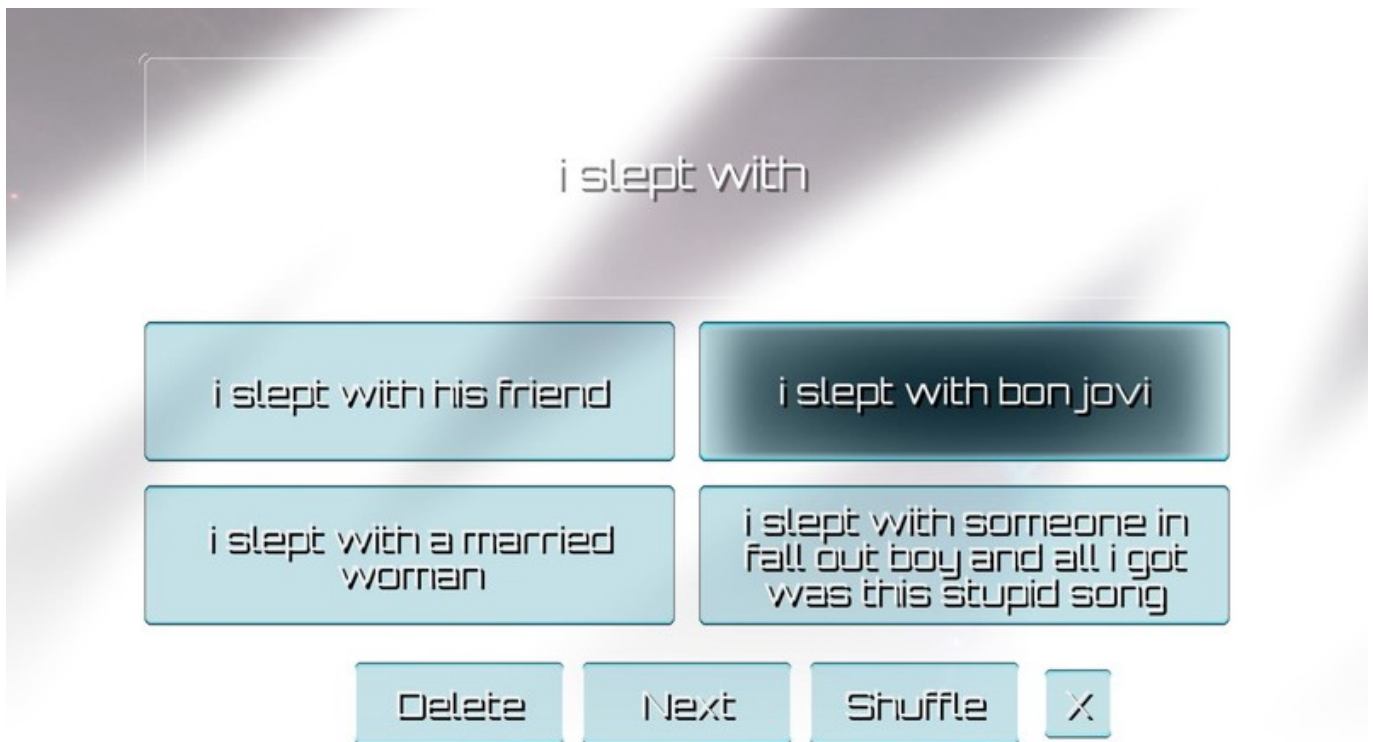 i slept with
i slept with his friend
i slept with bon jovi
i slept with a married
woman
i slept with someone in
fall out boy and all i got
was this stupid song
Delete
Next
Shuffle
X